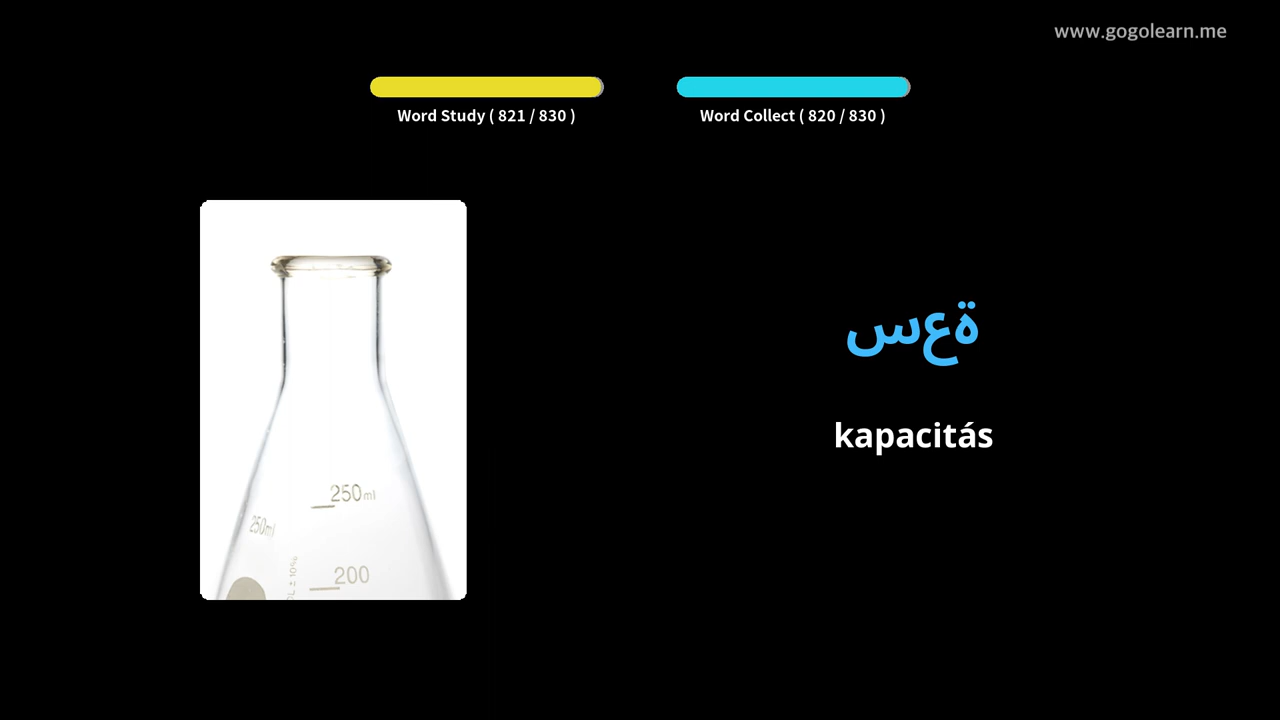 www.gogolearn.me
Word Study ( 821 / 830 )
Word Collect ( 820 / 830 )
سعة
kapacitás
250ml
250ml
200